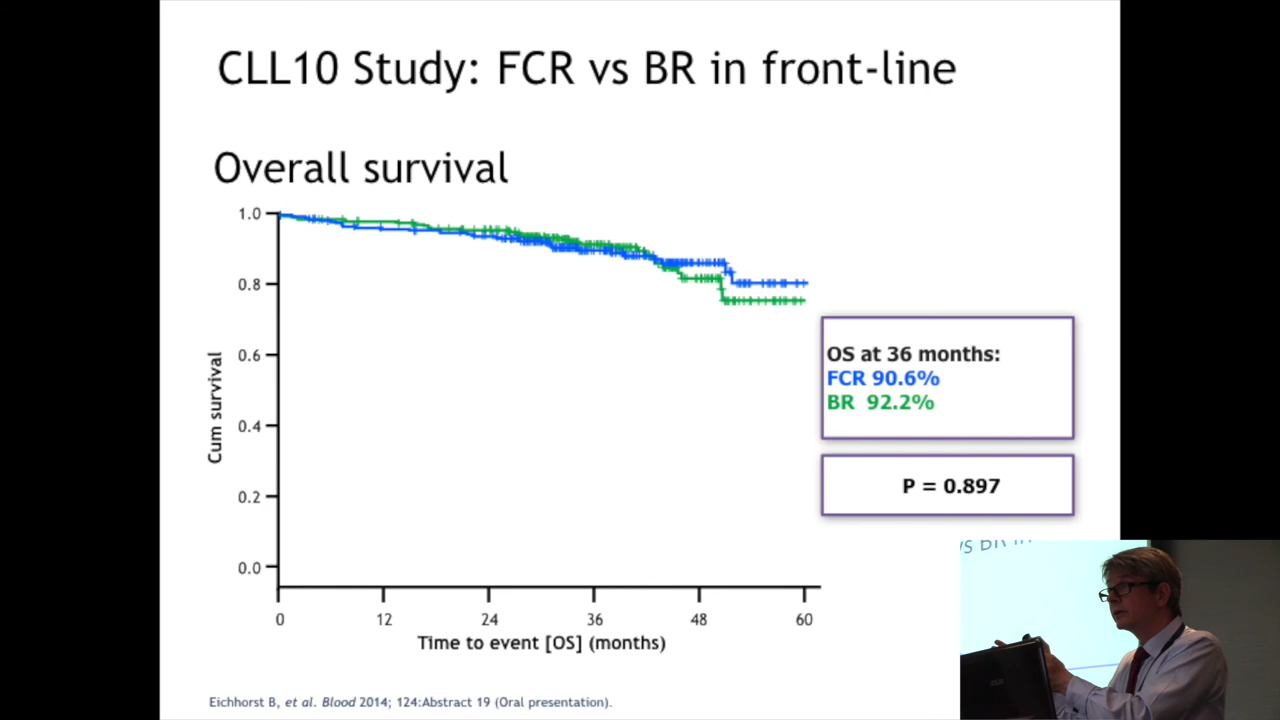 CLL10 Study: FCR vs BR in front-line
Overall survival
1.0
0.8
0.6
0.4
0.2
0.0
Cum survival
0
12
24
36
48
60
Time to event [OS] (months)
OS at 36 months:
FCR 90.6%
BR 92.2%
P = 0.897
Eichhorst B, et al. Blood 2014; 124:Abstract 19 (Oral presentation).
vs BR in